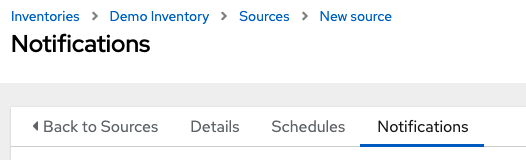 Inventories > Demo Inventory > Sources > New source
Notifications
Back to Sources Details Schedules Notifications